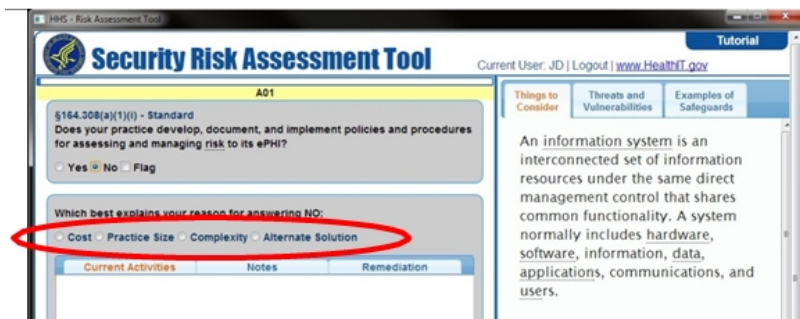 HHS - Risk Assessment Tool
Tutorial
Security Risk Assessment Tool
Current User: JD | Logout | www.HealthIT.gov
A01
§164.308(a)(1)(i) - Standard
Does your practice develop, document, and implement policies and procedures
for assessing and managing risk to its ePHI?
Yes No Flag
Which best explains your reason for answering NO:
Cost Practice Size Complexity Alternate Solution
Current Activities Notes Remediation
Things to
Consider
Threats and
Vulnerabilities
Examples of
Safeguards
An information system is an
interconnected set of information
resources under the same direct
management control that shares
common functionality. A system
normally includes hardware,
software, information, data,
applications, communications, and
users.